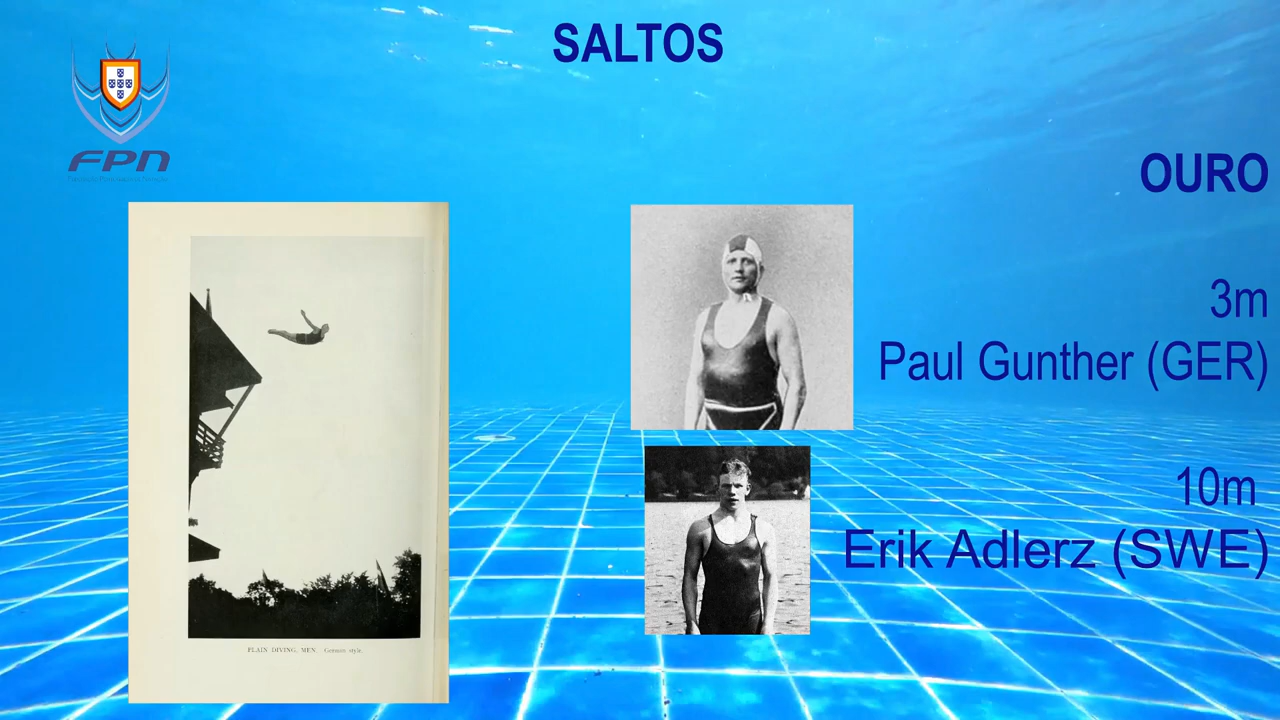 SALTOS
FPN
OURO
3m
Paul Gunther (GER)
10m
Erik Adlerz (SWE)
PLAIN DIVING, MEN. German style.